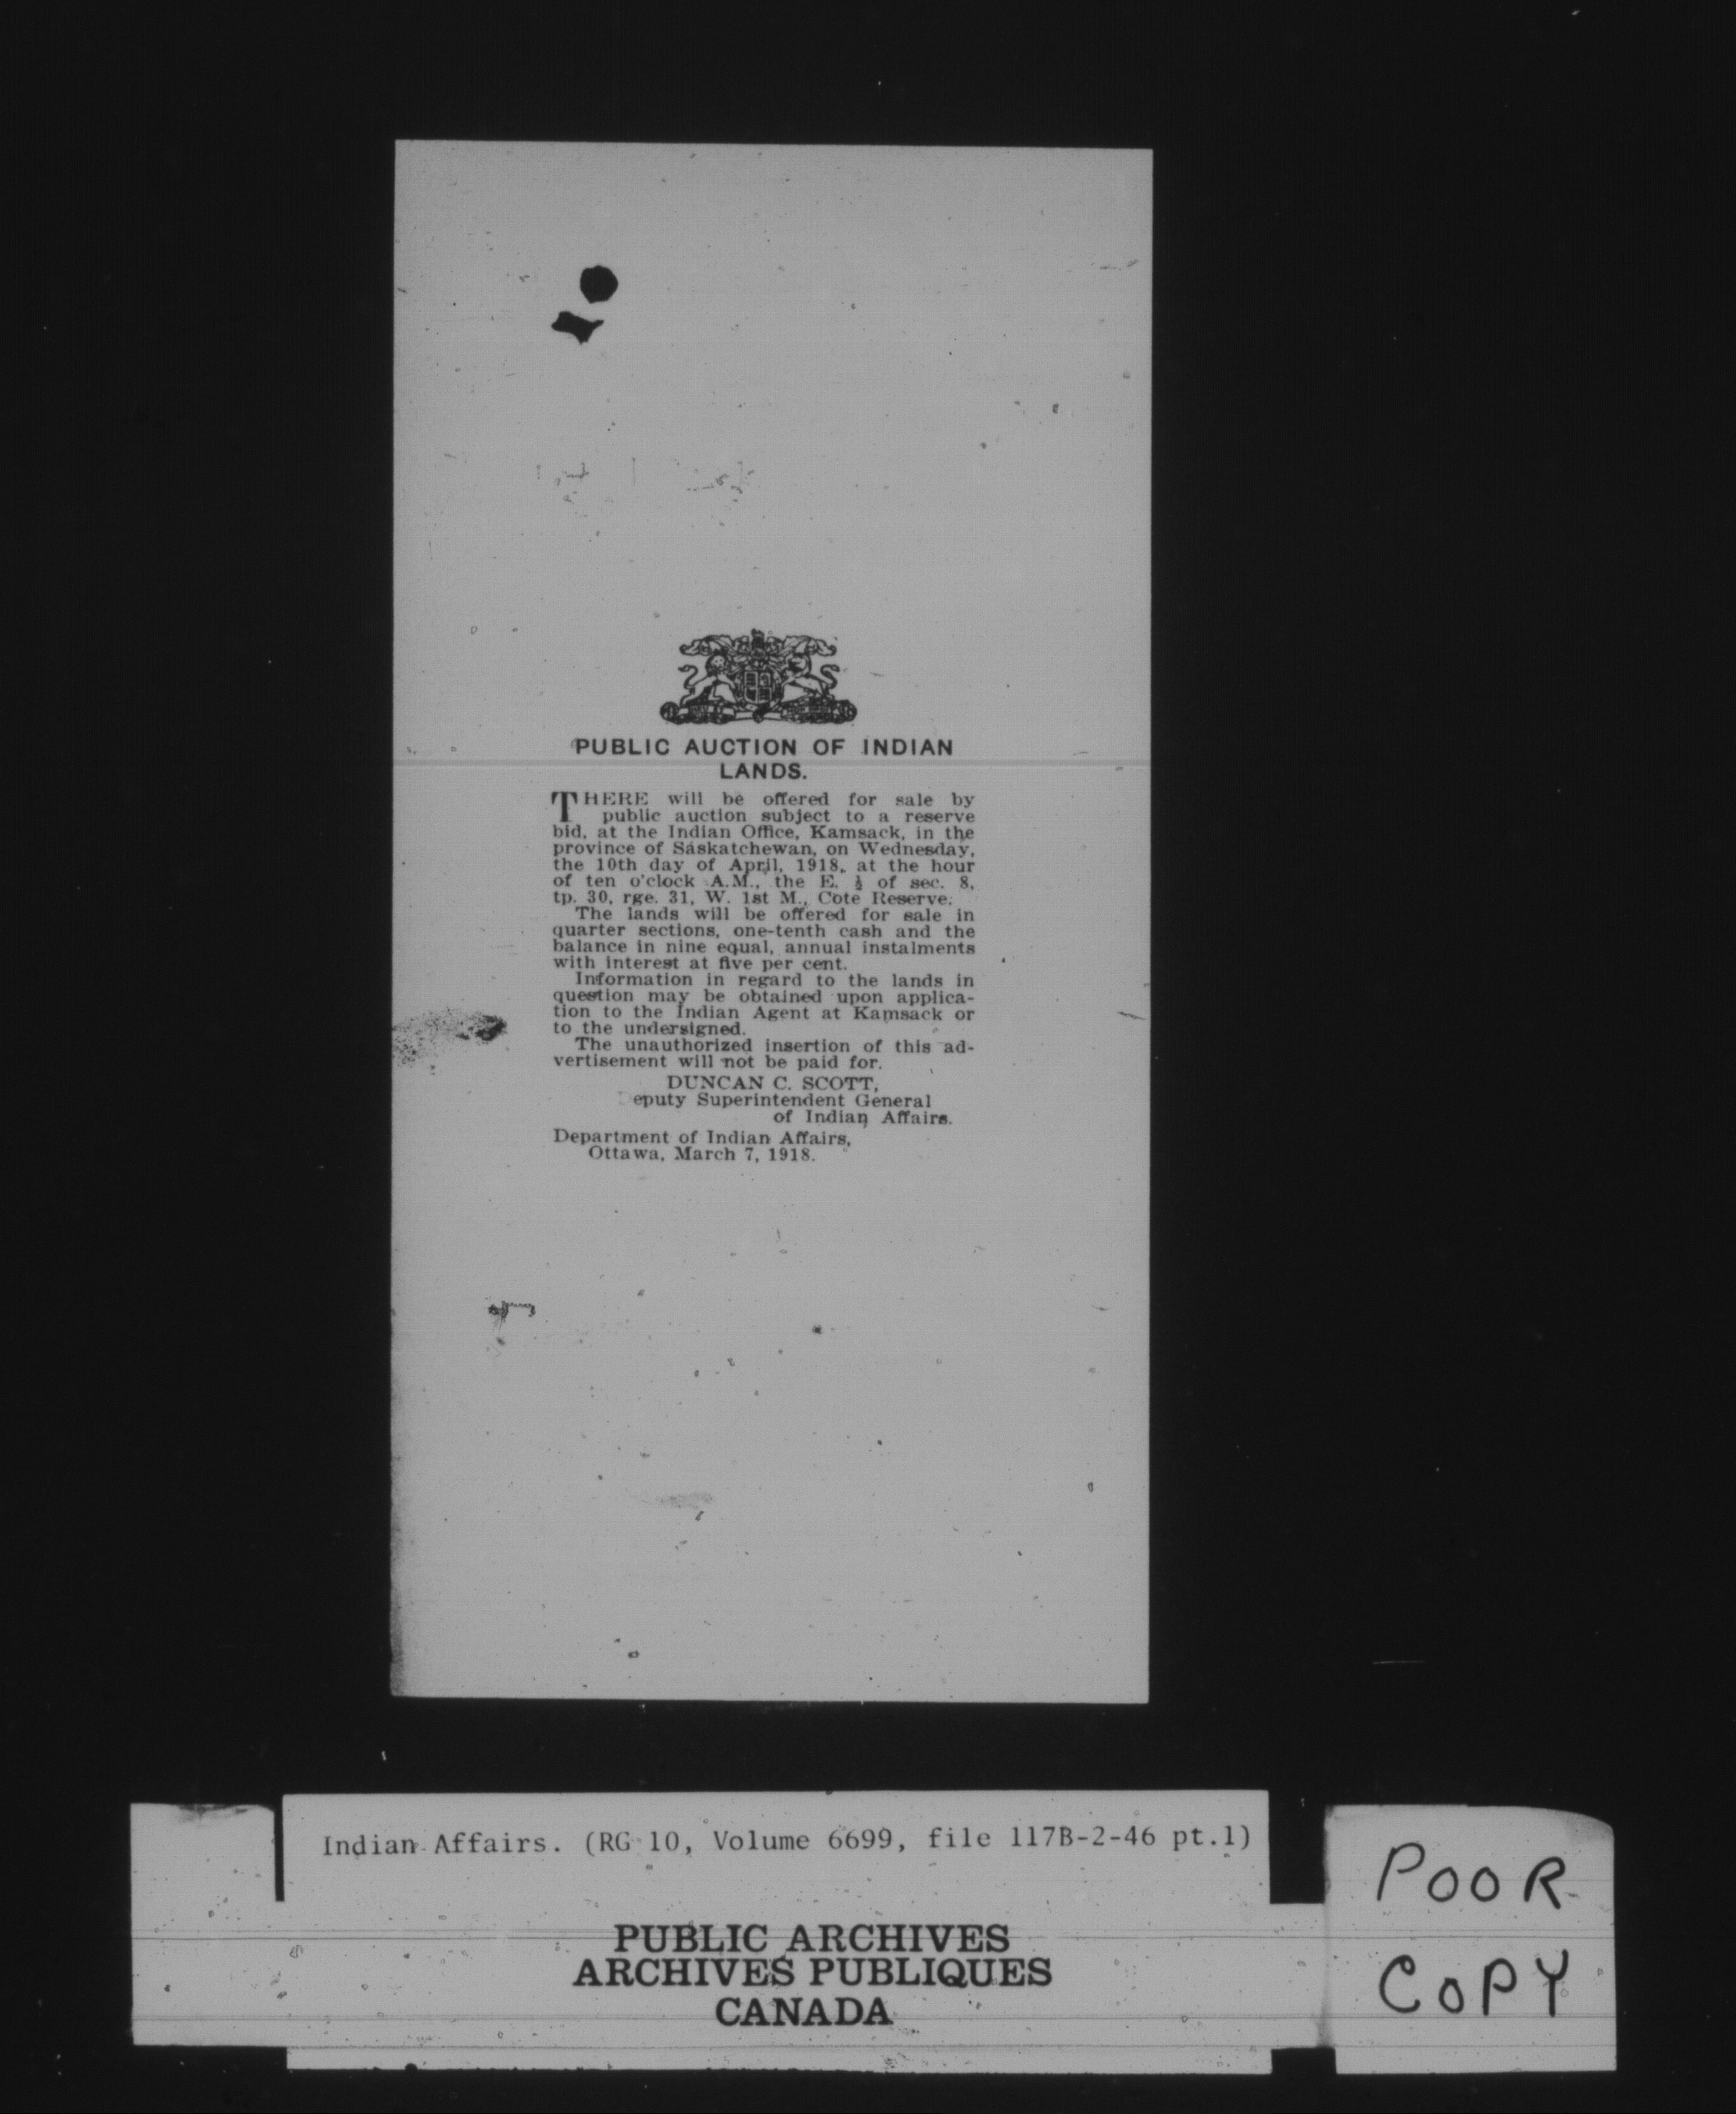 PUBLIC AUCTION OF INDIAN
LANDS.
THERE will be offered for sale by
public auction subject to a reserve
bid, at the Indian Office, Kamsack, in the
province of Saskatchewan, on Wednesday,
the 10th day of April, 1918, at the hour
of ten o'clock A.M., the E. ½ of sec. 8,
tp. 30, rge. 31, W. 1st M., Cote Reserve.
The lands will be offered for sale in
quarter sections, one-tenth cash and the
balance in nine equal, annual instalments
with interest at five per cent.
Information in regard to the lands in
question may be obtained upon applica-
tion to the Indian Agent at Kamsack or
to the undersigned.
The unauthorized insertion of this ad-
vertisement will not be paid for.
DUNCAN C. SCOTT,
Deputy Superintendent General
of Indian Affairs.
Department of Indian Affairs,
Ottawa, March 7, 1918.
Indian Affairs. (RG 10, Volume 6699, file 117B-2-46 pt.1)
PUBLIC ARCHIVES
ARCHIVES PUBLIQUES
CANADA
POOR
COPY